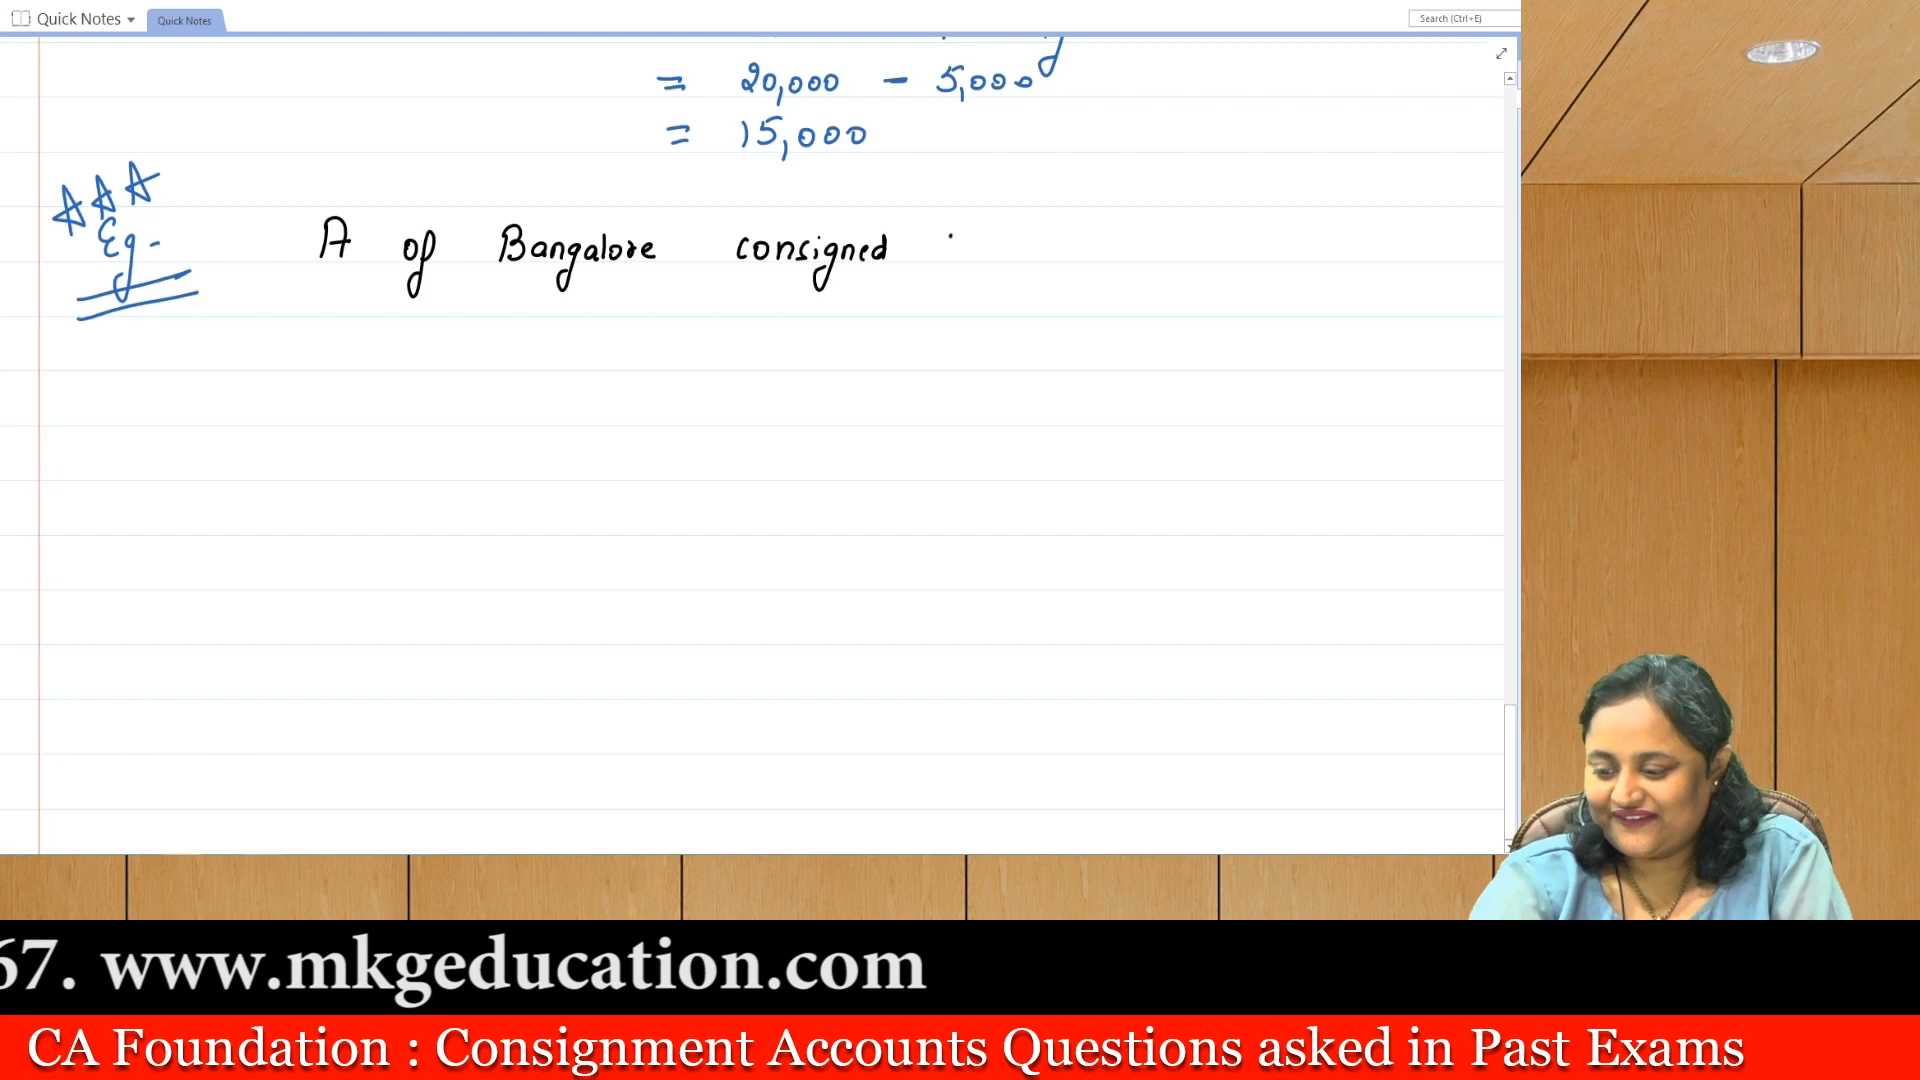 Quick Notes
Quick Notes
Search (Ctrl+E)
= 20,000 - 5,000
= 15,000
Eg -
A of Bangalore consigned
67. www.mkgeducation.com
CA Foundation : Consignment Accounts Questions asked in Past Exams